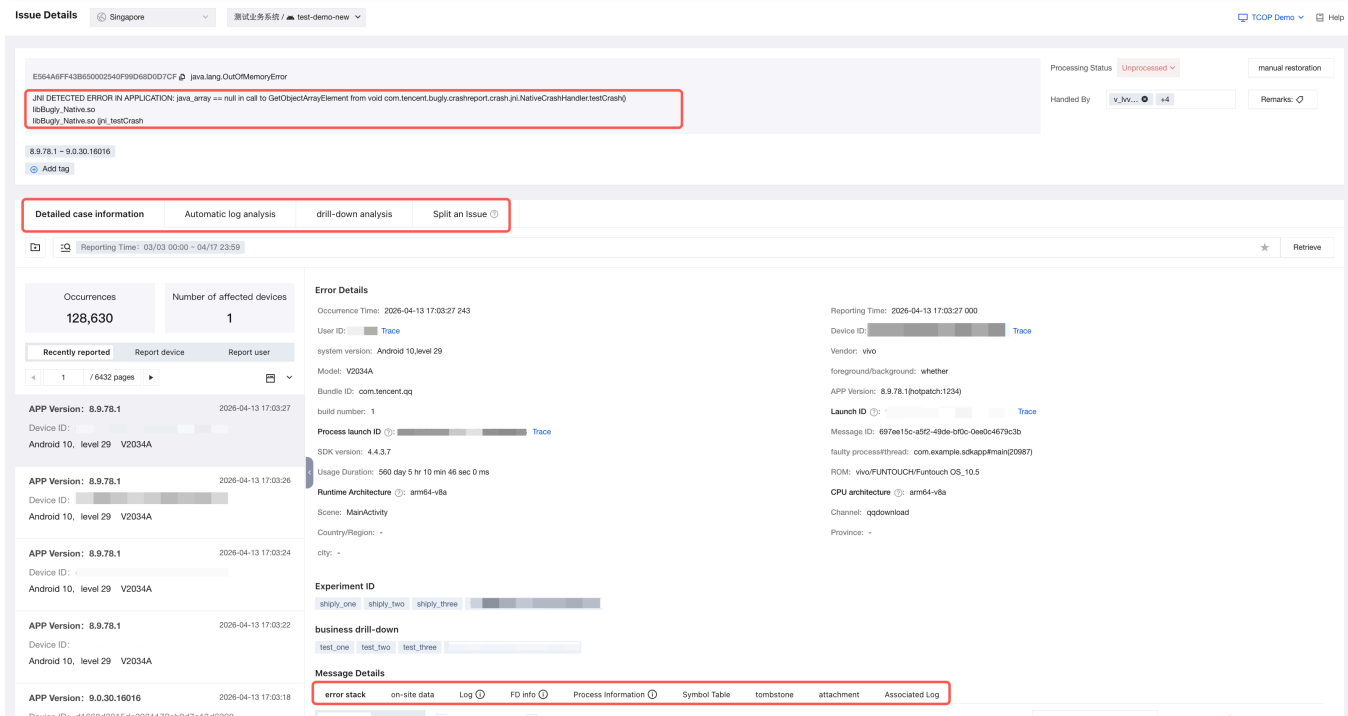 Issue Details
Singapore
测试业务系统 / test-demo-new
TCOP Demo
Help
E564A6FF43B650002540F99D68D0D7CF java.lang.OutOfMemoryError
JNI DETECTED ERROR IN APPLICATION: java_array == null in call to GetObjectArrayElement from void com.tencent.bugly.crashreport.crash.jni.NativeCrashHandler.testCrash()
libBugly_Native.so
libBugly_Native.so (jni_testCrash
Processing Status Unprocessed
manual restoration
Handled By v_lvv... +4
Remarks:
8.9.78.1 ~ 9.0.30.16016
Add tag
Detailed case information Automatic log analysis drill-down analysis Split an Issue
Reporting Time: 03/03 00:00 ~ 04/17 23:59
Retrieve
Occurrences
128,630
Number of affected devices
1
Recently reported Report device Report user
1 / 6432 pages
APP Version: 8.9.78.1 2026-04-13 17:03:27
Device ID:
Android 10, level 29 V2034A
APP Version: 8.9.78.1 2026-04-13 17:03:26
Device ID:
Android 10, level 29 V2034A
APP Version: 8.9.78.1 2026-04-13 17:03:24
Device ID:
Android 10, level 29 V2034A
APP Version: 8.9.78.1 2026-04-13 17:03:22
Device ID:
Android 10, level 29 V2034A
APP Version: 9.0.30.16016 2026-04-13 17:03:18
Error Details
Occurrence Time: 2026-04-13 17:03:27 243
Reporting Time: 2026-04-13 17:03:27 000
User ID: Trace
Device ID: Trace
system version: Android 10,level 29
Vendor: vivo
Model: V2034A
foreground/background: whether
Bundle ID: com.tencent.qq
APP Version: 8.9.78.1(hotpatch:1234)
build number: 1
Launch ID : Trace
Process launch ID : Trace
Message ID: 697ee15c-a5f2-49de-bf0c-0ee0c4679c3b
SDK version: 4.4.3.7
faulty process#thread: com.example.sdkapp#main(20987)
Usage Duration: 560 day 5 hr 10 min 46 sec 0 ms
ROM: vivo/FUNTOUCH/Funtouch OS_10.5
Runtime Architecture : arm64-v8a
CPU architecture : arm64-v8a
Scene: MainActivity
Channel: qqdownload
Country/Region: -
Province: -
city: -
Experiment ID
shiply_one shiply_two shiply_three
business drill-down
test_one test_two test_three
Message Details
error stack on-site data Log FD info Process Information Symbol Table tombstone attachment Associated Log